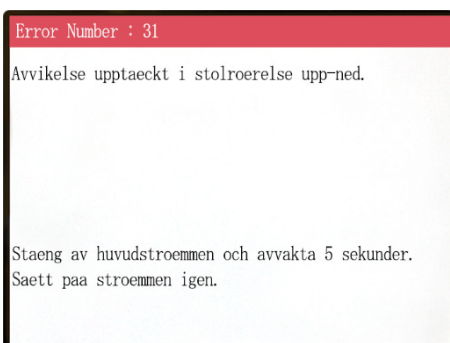 Error Number : 31
Avvikelse upptaeckt i stolroerelse upp-ned.
Staeng av huvudstroemmen och avvakta 5 sekunder.
Saett paa stroemmen igen.